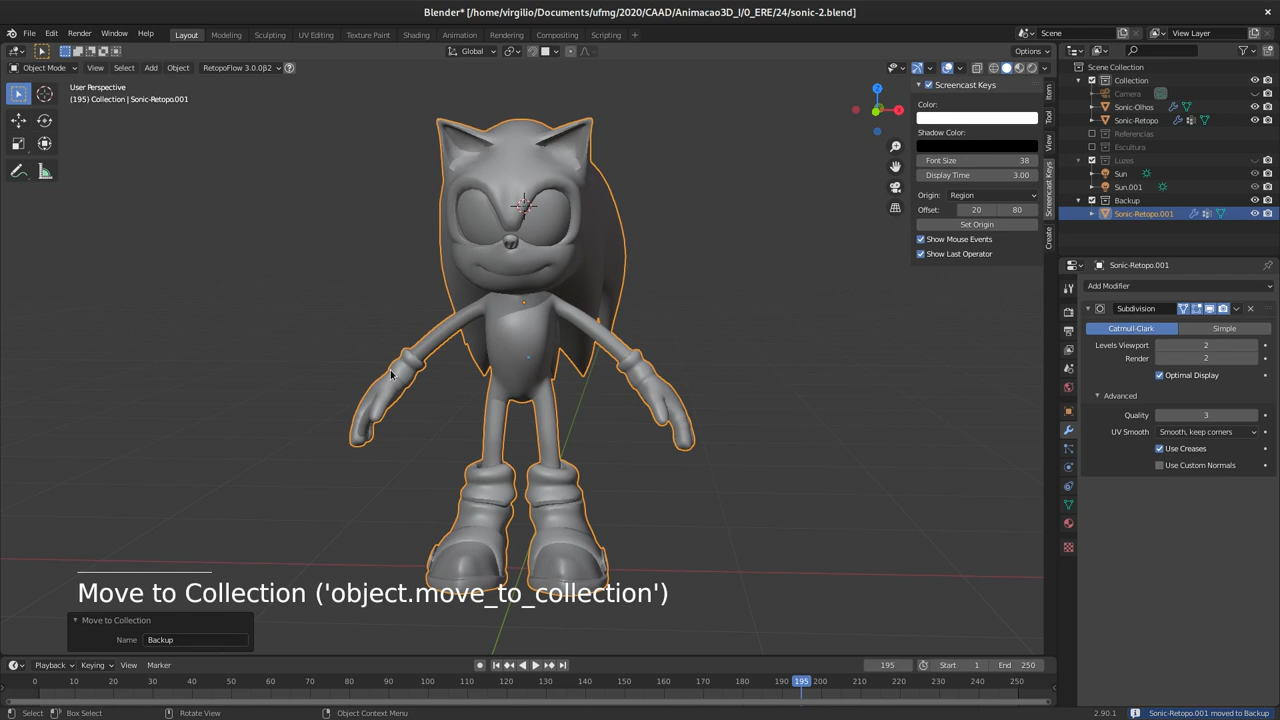 Blender* [/home/virgilio/Documents/ufmg/2020/CAAD/Animacao3D_I/0_ERE/24/sonic-2.blend]
File Edit Render Window Help Layout Modeling Sculpting UV Editing Texture Paint Shading Animation Rendering Compositing Scripting + Scene View Layer
Global Options
Object Mode View Select Add Object RetopoFlow 3.0.0β2
User Perspective
(195) Collection | Sonic-Retopo.001
Z
X
Screencast Keys
Color:
Shadow Color:
Font Size 38
Display Time 3.00
Origin: Region
Offset: 20 80
Set Origin
Show Mouse Events
Show Last Operator
Item
Tool
View
Screencast Keys
Create
Scene Collection
Collection
Camera
Sonic-Olhos
Sonic-Retopo
Referencias
Escultura
Luzes
Sun
Sun.001
Backup
Sonic-Retopo.001
Sonic-Retopo.001
Add Modifier
Subdivision
Catmull-Clark Simple
Levels Viewport 2
Render 2
Optimal Display
Advanced
Quality 3
UV Smooth Smooth, keep corners
Use Creases
Use Custom Normals
Move to Collection ('object.move_to_collection')
Move to Collection
Name Backup
Playback Keying View Marker 195 Start 1 End 250
0 10 20 30 40 50 60 70 80 90 100 110 120 130 140 150 160 170 180 190 195 200 210 220 230 240 250
Select Box Select Rotate View Object Context Menu 2.90.1 Sonic-Retopo.001 moved to Backup